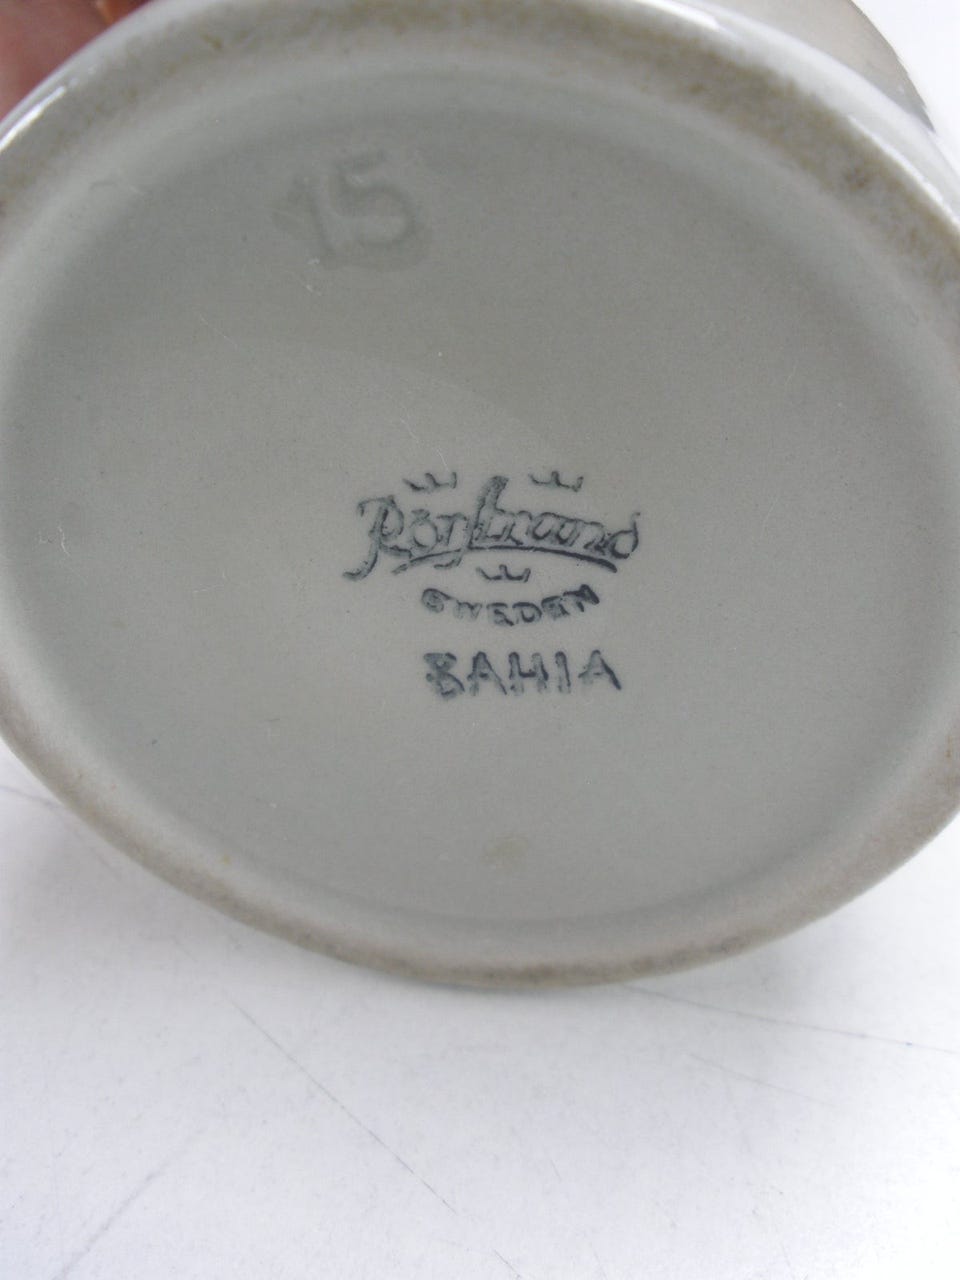 15
Rörstrand
SWEDEN
BAHIA